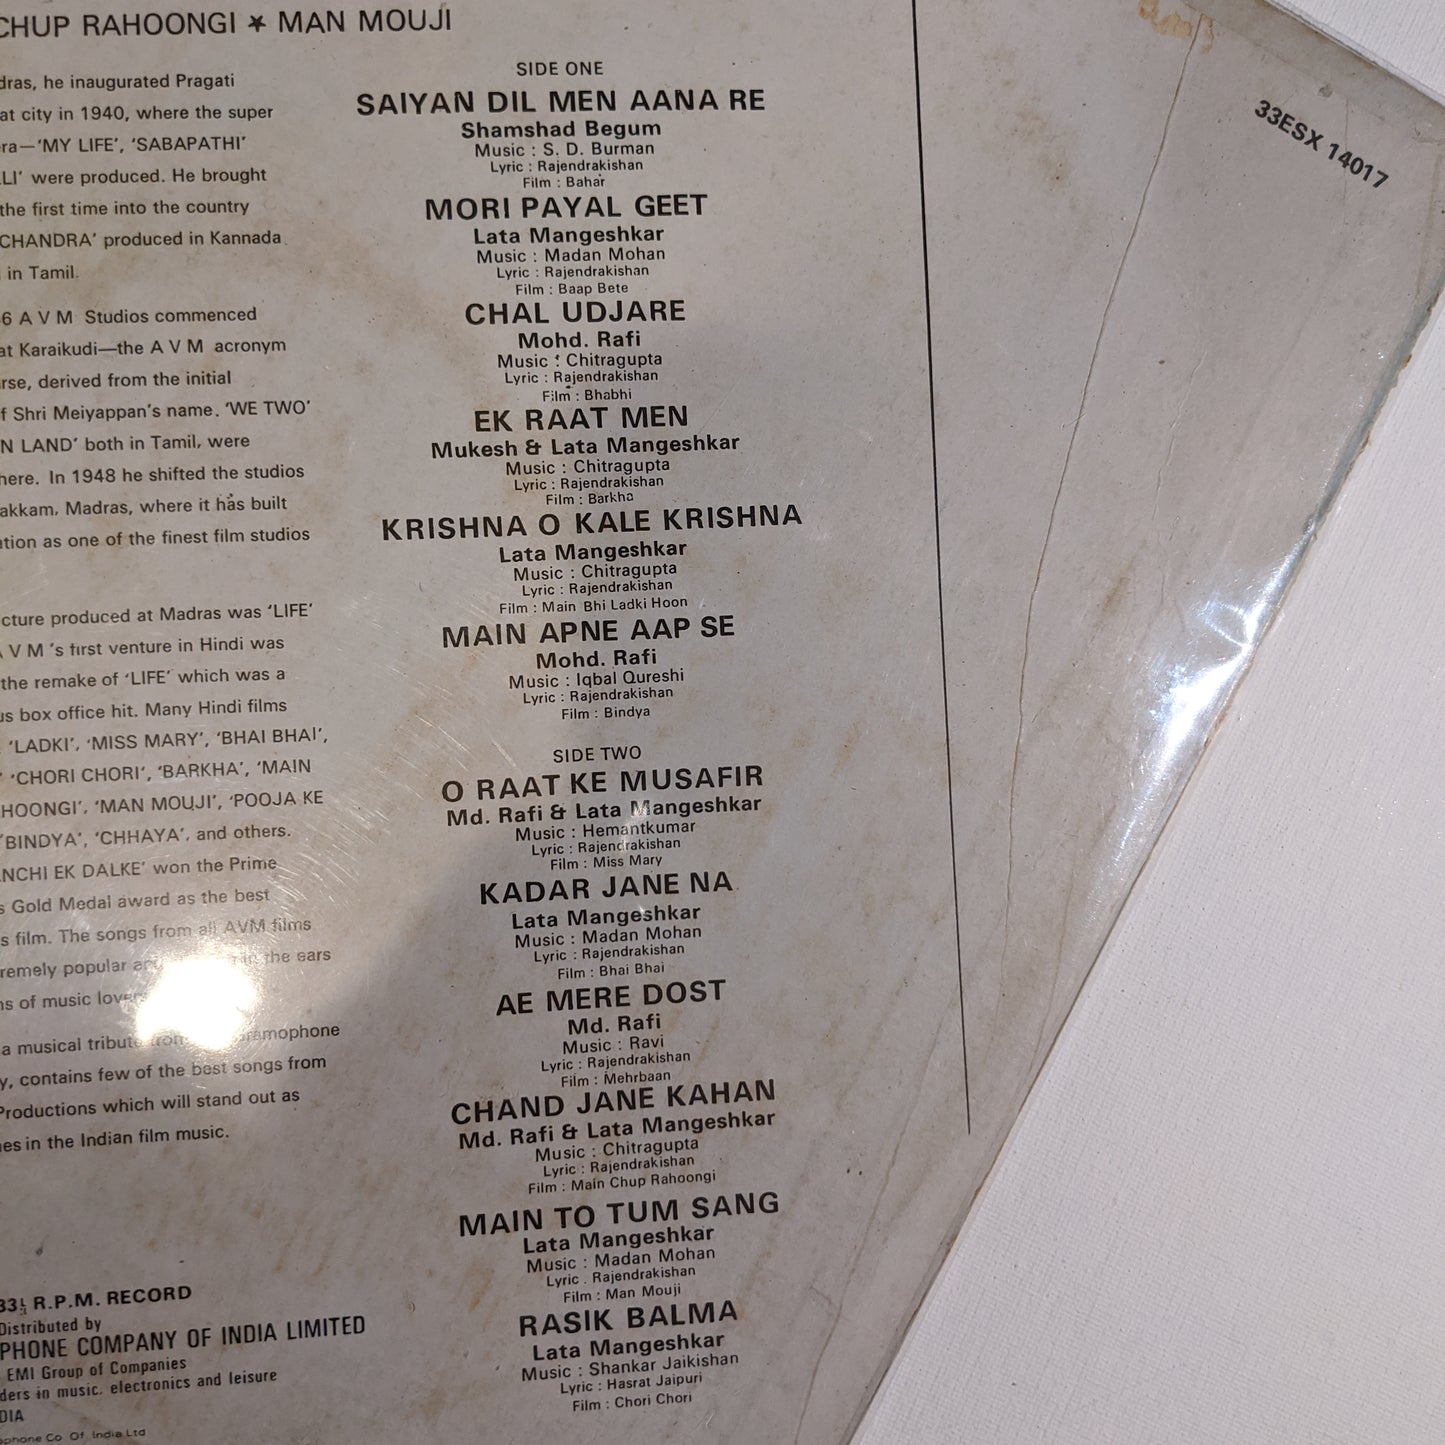 CHUP RAHOONGI ★ MAN MOUJI
dras, he inaugurated Pragati
at city in 1940, where the super
ra—‘MY LIFE’, ‘SABAPATHI’
LLI’ were produced. He brought
the first time into the country
CHANDRA’ produced in Kannada
in Tamil.
6 A V M Studios commenced
at Karaikudi—the A V M acronym
rse, derived from the initial
f Shri Meiyappan’s name. ‘WE TWO’
N LAND’ both in Tamil, were
here. In 1948 he shifted the studios
akkam, Madras, where it has built
ation as one of the finest film studios
cture produced at Madras was ‘LIFE’
A V M ’s first venture in Hindi was
the remake of ‘LIFE’ which was a
us box office hit. Many Hindi films
‘LADKI’, ‘MISS MARY’, ‘BHAI BHAI’,
‘CHORI CHORI’, ‘BARKHA’, ‘MAIN
HOONGI’, ‘MAN MOUJI’, ‘POOJA KE
‘BINDYA’, ‘CHHAYA’, and others.
NCHI EK DALKE’ won the Prime
s Gold Medal award as the best
s film. The songs from all AVM films
remely popular in the ears
ns of music
a musical tribute
y, contains few of the best songs from
Productions which will stand out as
es in the Indian film music.
33⅓ R.P.M. RECORD
Distributed by
PHONE COMPANY OF INDIA LIMITED
EMI Group of Companies
ders in music, electronics and leisure
DIA
ophone Co. Of. India Ltd
SIDE ONE
SAIYAN DIL MEN AANA RE
Shamshad Begum
Music : S. D. Burman
Lyric : Rajendrakishan
Film : Bahar
MORI PAYAL GEET
Lata Mangeshkar
Music : Madan Mohan
Lyric : Rajendrakishan
Film : Baap Bete
CHAL UDJARE
Mohd. Rafi
Music : Chitragupta
Lyric : Rajendrakishan
Film : Bhabhi
EK RAAT MEN
Mukesh & Lata Mangeshkar
Music : Chitragupta
Lyric : Rajendrakishan
Film : Barkha
KRISHNA O KALE KRISHNA
Lata Mangeshkar
Music : Chitragupta
Lyric : Rajendrakishan
Film : Main Bhi Ladki Hoon
MAIN APNE AAP SE
Mohd. Rafi
Music : Iqbal Qureshi
Lyric : Rajendrakishan
Film : Bindya
SIDE TWO
O RAAT KE MUSAFIR
Md. Rafi & Lata Mangeshkar
Music : Hemantkumar
Lyric : Rajendrakishan
Film : Miss Mary
KADAR JANE NA
Lata Mangeshkar
Music : Madan Mohan
Lyric : Rajendrakishan
Film : Bhai Bhai
AE MERE DOST
Md. Rafi
Music : Ravi
Lyric : Rajendrakishan
Film : Mehrbaan
CHAND JANE KAHAN
Md. Rafi & Lata Mangeshkar
Music : Chitragupta
Lyric : Rajendrakishan
Film : Main Chup Rahoongi
MAIN TO TUM SANG
Lata Mangeshkar
Music : Madan Mohan
Lyric . Rajendrakishan
Film : Man Mouji
RASIK BALMA
Lata Mangeshkar
Music : Shankar Jaikishan
Lyric : Hasrat Jaipuri
Film : Chori Chori
33ESX 14017